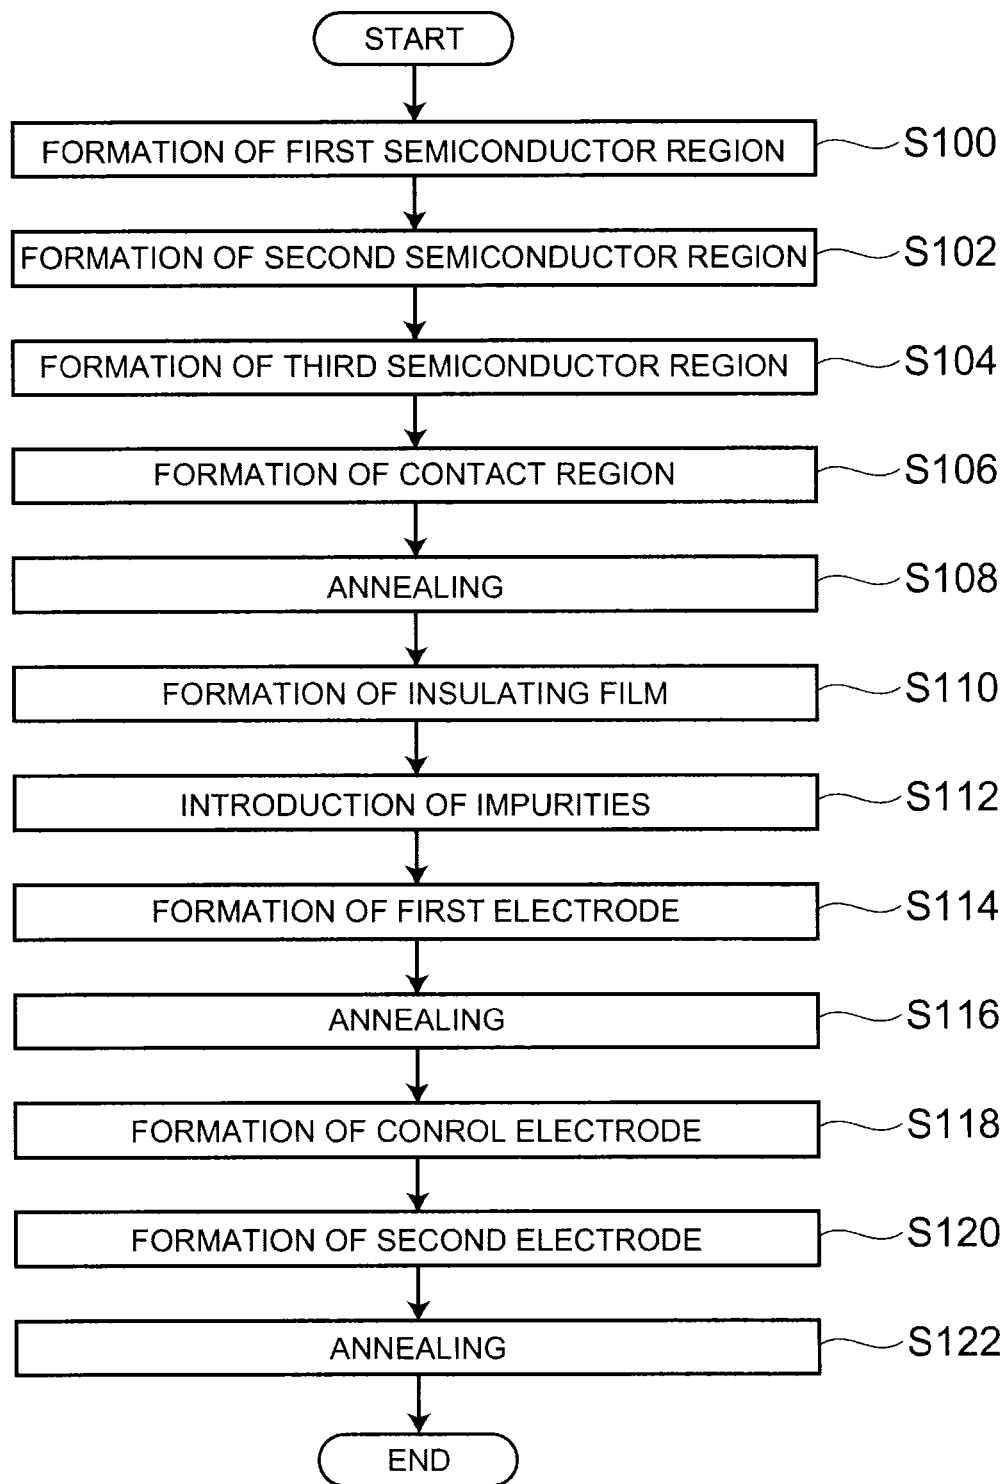 START
FORMATION OF FIRST SEMICONDUCTOR REGION S100
FORMATION OF SECOND SEMICONDUCTOR REGION S102
FORMATION OF THIRD SEMICONDUCTOR REGION S104
FORMATION OF CONTACT REGION S106
ANNEALING S108
FORMATION OF INSULATING FILM S110
INTRODUCTION OF IMPURITIES S112
FORMATION OF FIRST ELECTRODE S114
ANNEALING S116
FORMATION OF CONROL ELECTRODE S118
FORMATION OF SECOND ELECTRODE S120
ANNEALING S122
END